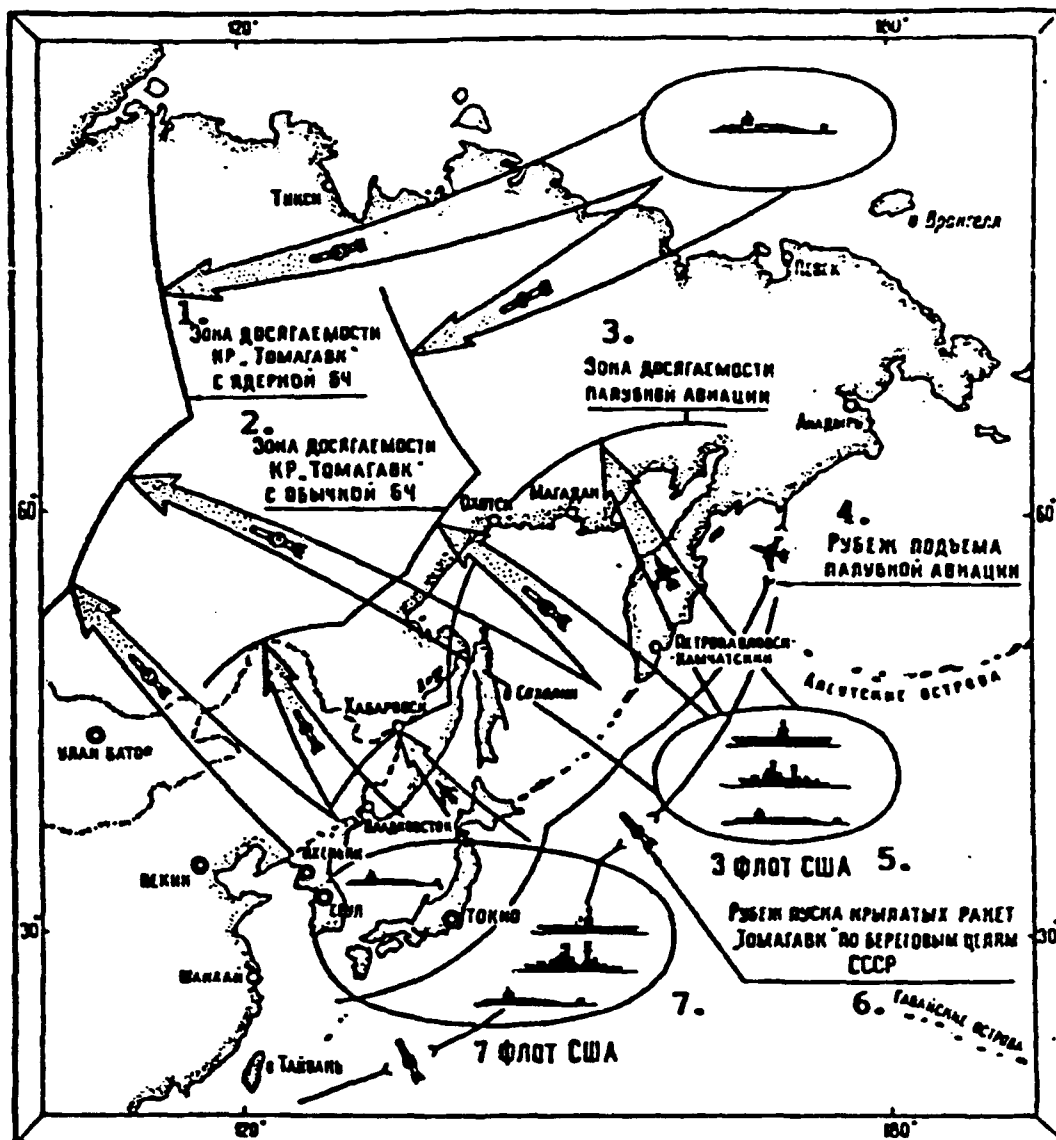 120°
180°
ТИКСИ
о Врангеля
ПЕВЕК
1.
ЗОНА ДОСЯГАЕМОСТИ
КР „ТОМАГАВК"
С ЯДЕРНОЙ БЧ
3.
ЗОНА ДОСЯГАЕМОСТИ
ПАЛУБНОЙ АВИАЦИИ
АНАДЫРЬ
2.
ЗОНА ДОСЯГАЕМОСТИ
КР „ТОМАГАВК"
С ОБЫЧНОЙ БЧ
ОХОТСК
МАГАДАН
60°
60°
4.
РУБЕЖ ПОДЪЕМА
ПАЛУБНОЙ АВИАЦИИ
ПЕТРОПАВЛОВСК-
КАМЧАТСКИЙ
АЛЕУТСКИЕ ОСТРОВА
о САХАЛИН
ХАБАРОВСК
УЛАН БАТОР
ВЛАДИВОСТОК
ПХЕНЬЯН
ПЕКИН
СЕУЛ
ТОКИО
3 ФЛОТ США
5.
30°
30°
РУБЕЖ ПУСКА КРЫЛАТЫХ РАКЕТ
„ТОМАГАВК" ПО БЕРЕГОВЫМ ЦЕЛЯМ
СССР
ШАНХАЙ
7.
6.
ГАВАЙСКИЕ ОСТРОВА
7 ФЛОТ США
о ТАЙВАНЬ
120°
180°